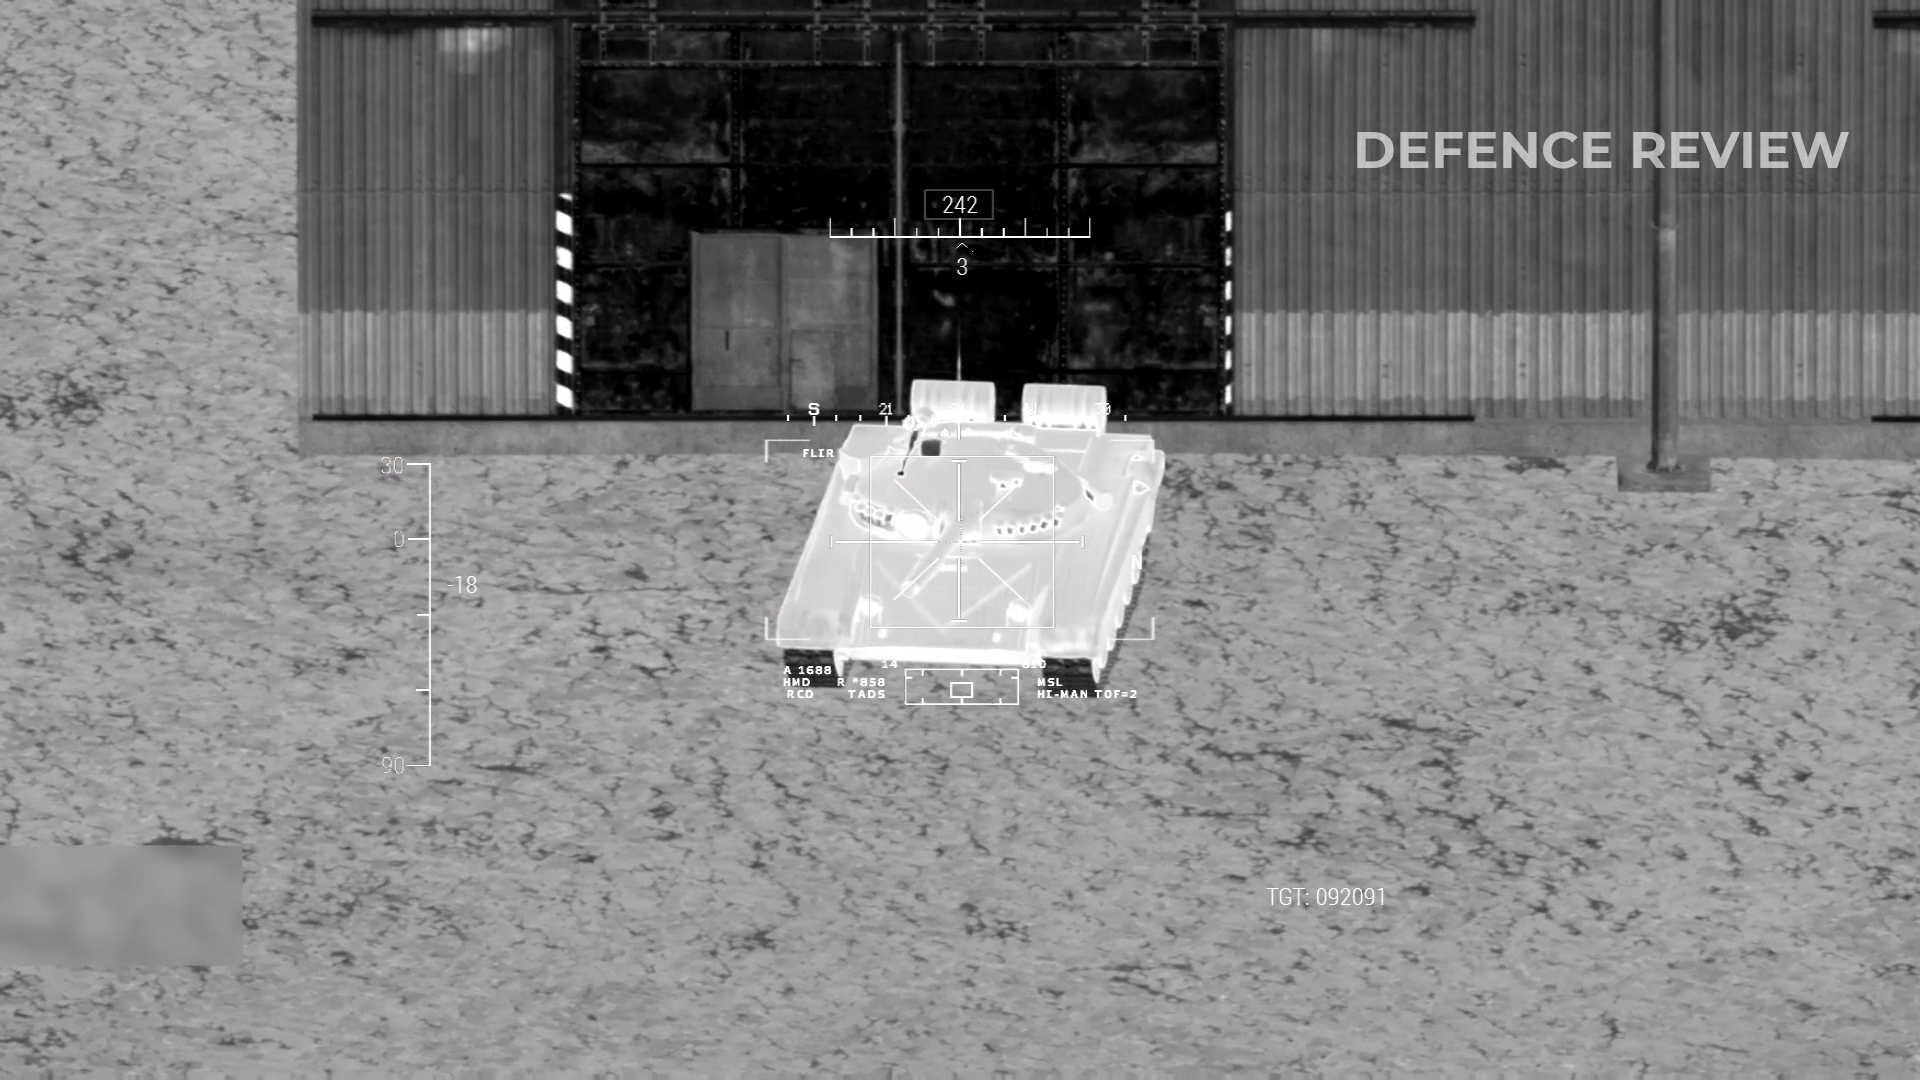 DEFENCE REVIEW
242
3
S 21 30
FLIR
30
0
-18
N
90
A 1688 14
HMD R *858 MSL
RCD TADS HI-MAN TOF=2
TGT: 092091